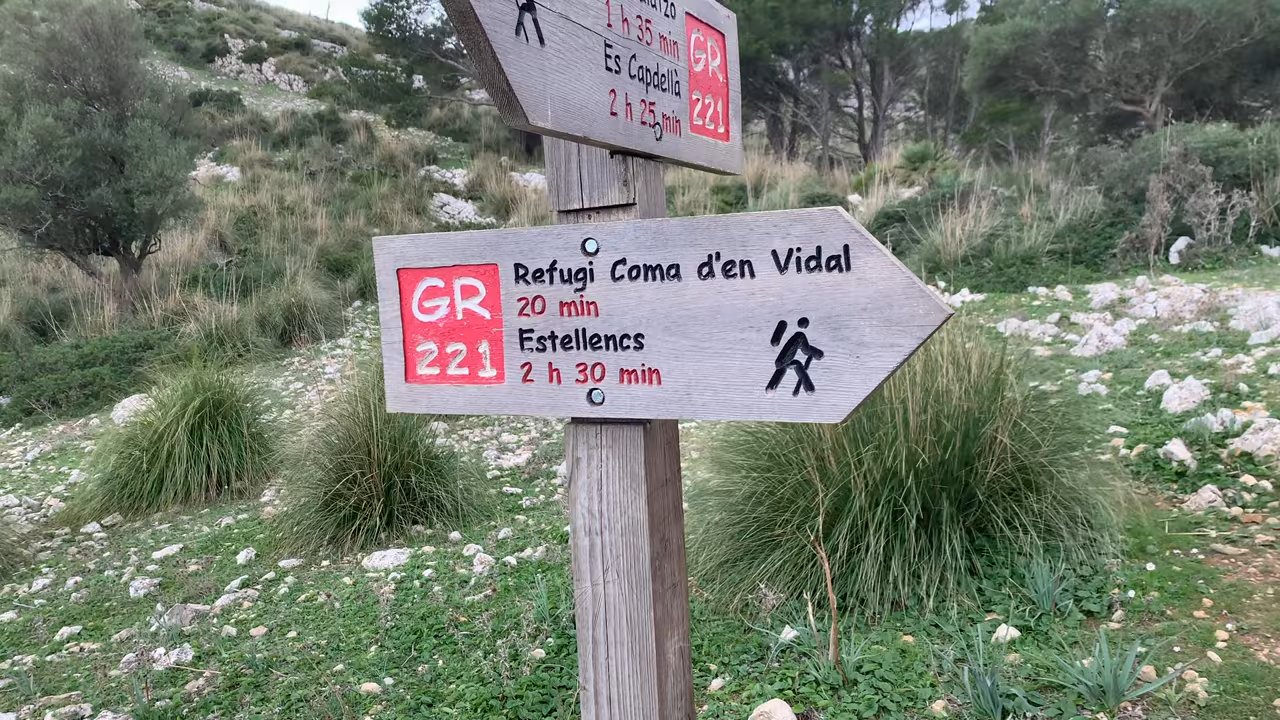 1 h 35 min
Es Capdellà
2 h 25 min
GR
221
Refugi Coma d'en Vidal
20 min
Estellencs
2 h 30 min
GR
221